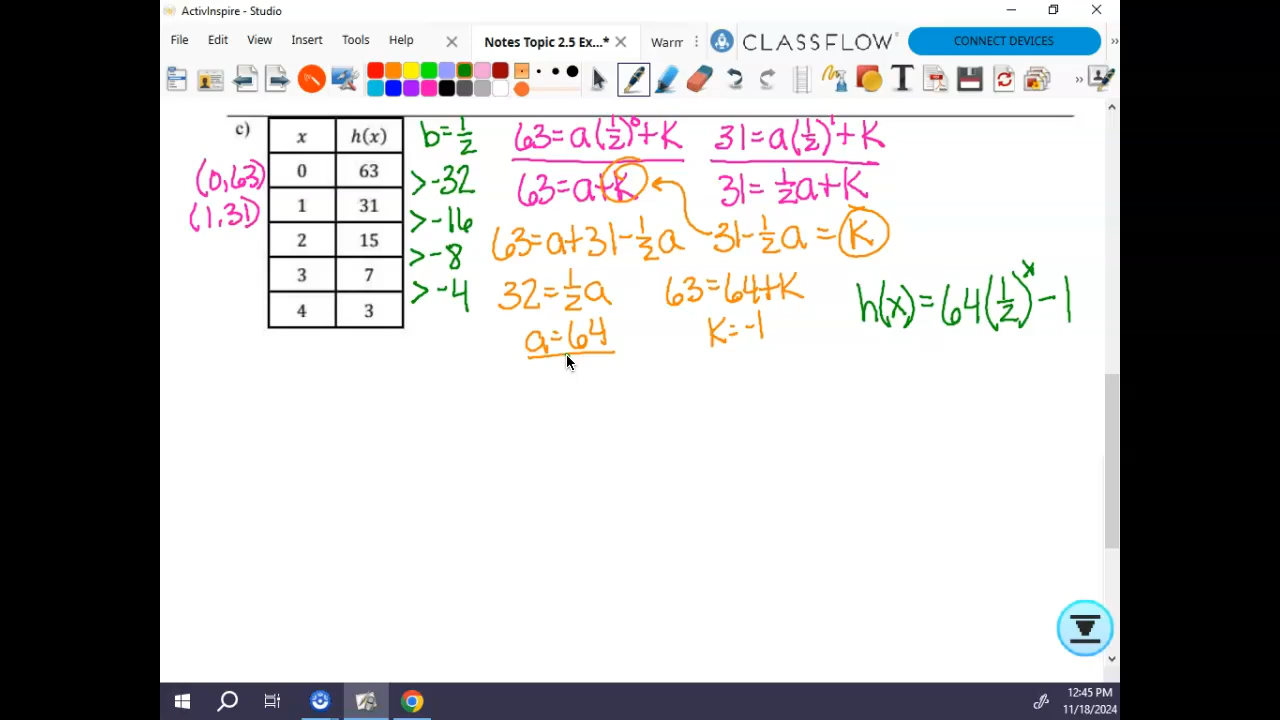 ActivInspire - Studio
File Edit View Insert Tools Help
Notes Topic 2.5 Ex...*
Warm
CLASSFLOW
CONNECT DEVICES
c)
x h(x)
0 63
1 31
2 15
3 7
4 3
(0,63)
(1,31)
b=1/2
>-32
>-16
>-8
>-4
63=a(1/2)^0+K
63=a+K
31=a(1/2)^1+K
31=1/2a+K
31-1/2a=K
63=a+31-1/2a
32=1/2a
a=64
63=64+K
K=-1
h(x)=64(1/2)^x-1
12:45 PM
11/18/2024